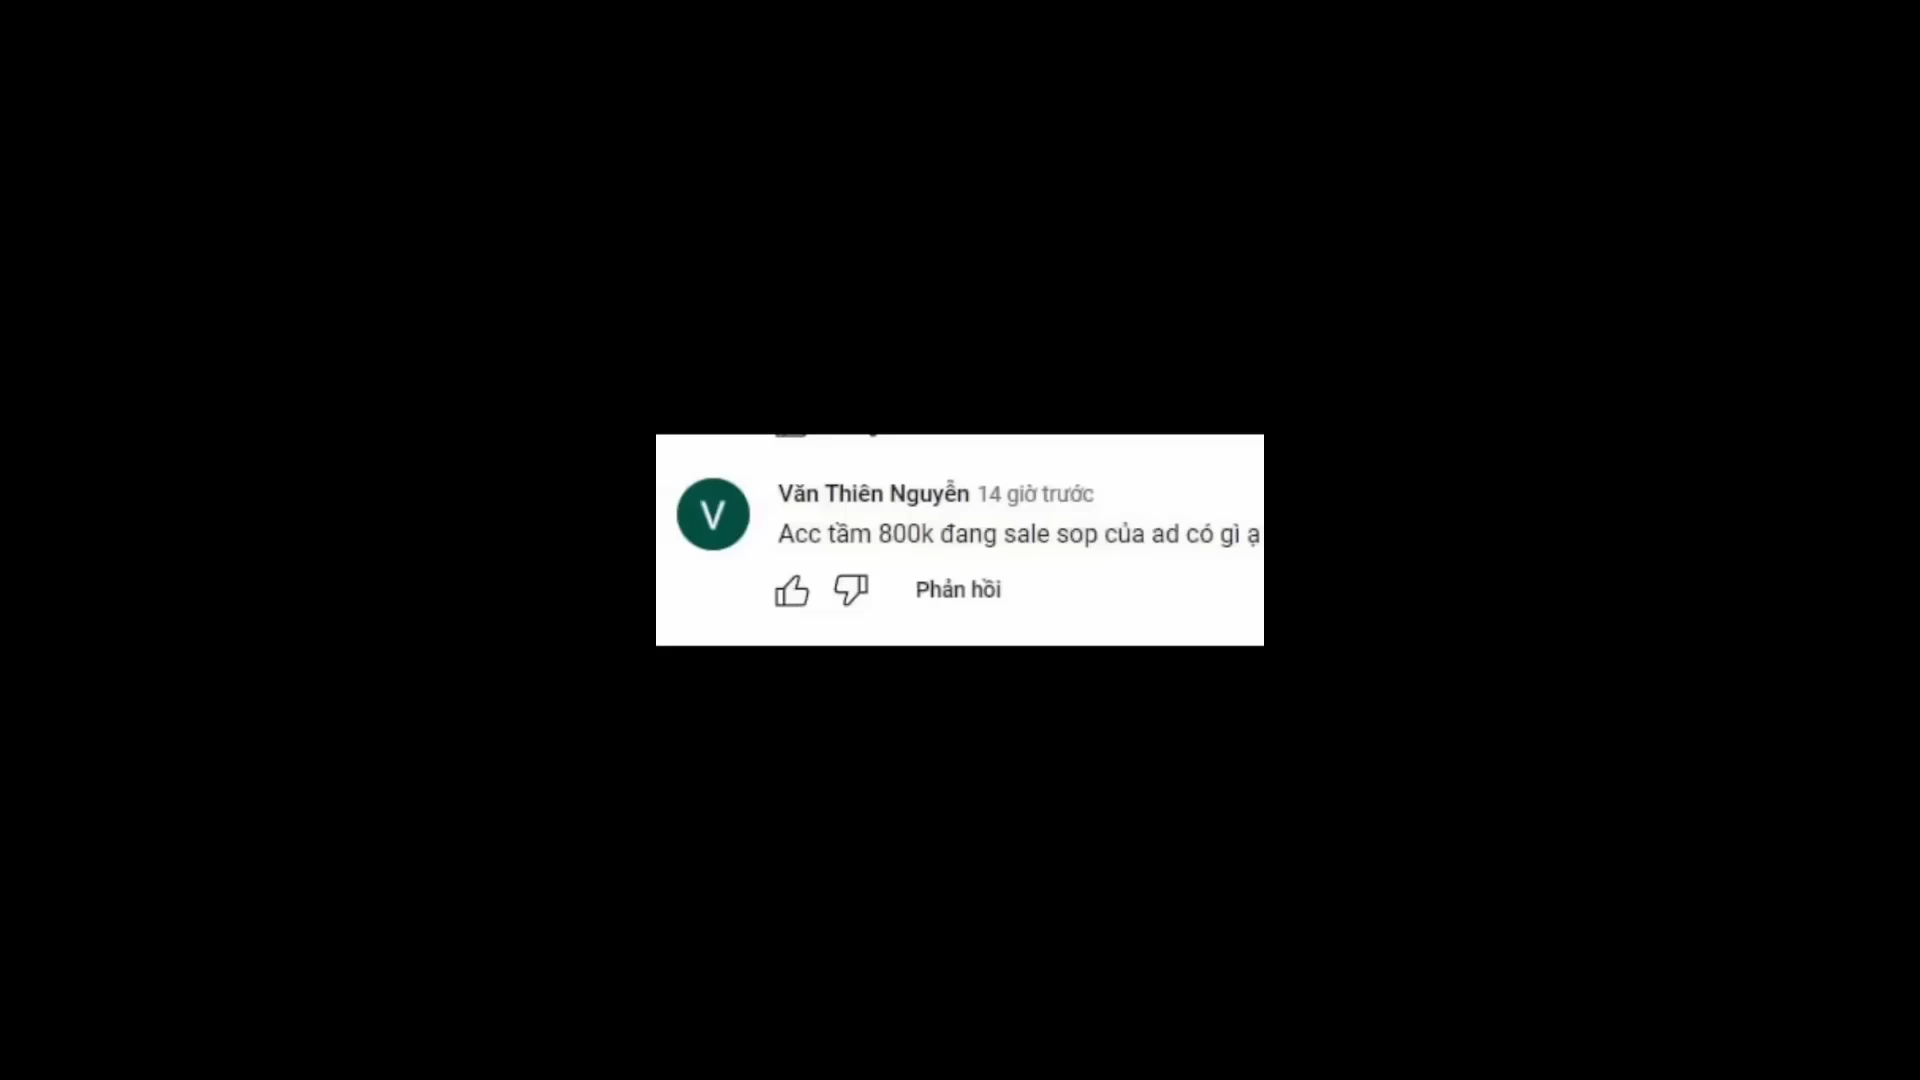 V
Văn Thiên Nguyễn 14 giờ trước
Acc tầm 800k đang sale sop của ad có gì ạ
Phản hồi